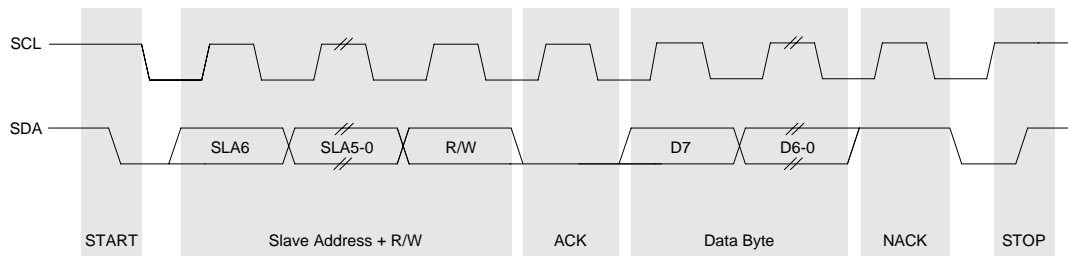 SCL
SDA
SLA6 SLA5-0 R/W D7 D6-0
START Slave Address + R/W ACK Data Byte NACK STOP